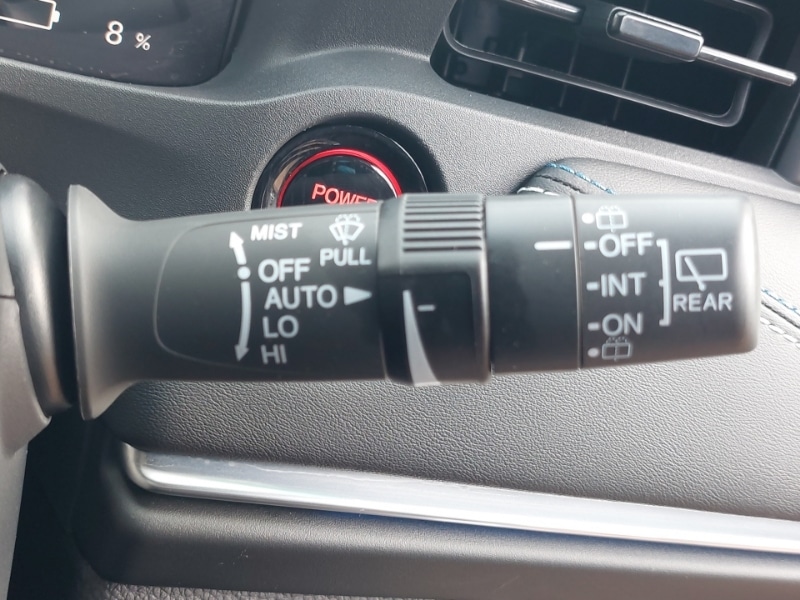 8 %
POWER
MIST
OFF
AUTO
LO
HI
PULL
OFF
INT
ON
REAR